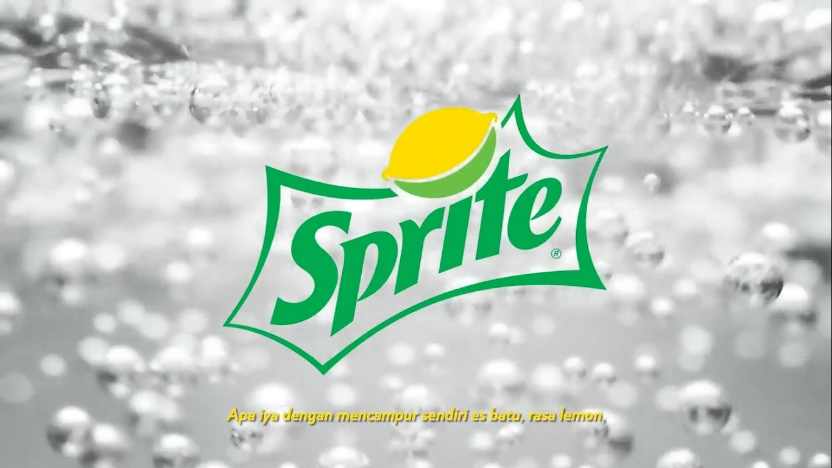 Sprite
®
Apa iya dengan mencampur sendiri es batu, rasa lemon,